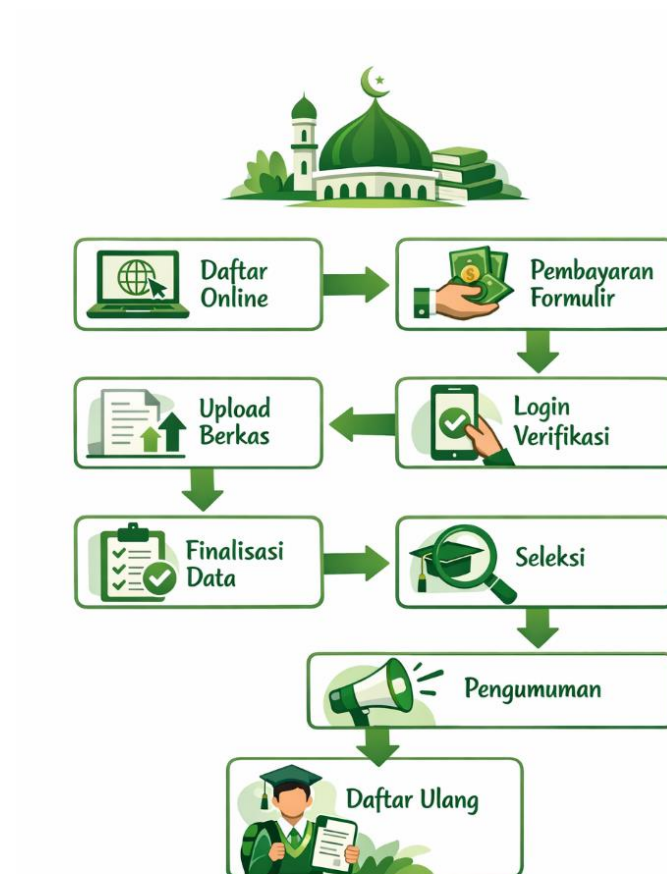 Daftar
Online
Pembayaran
Formulir
Login
Verifikasi
Upload
Berkas
Finalisasi
Data
Seleksi
Pengumuman
Daftar Ulang